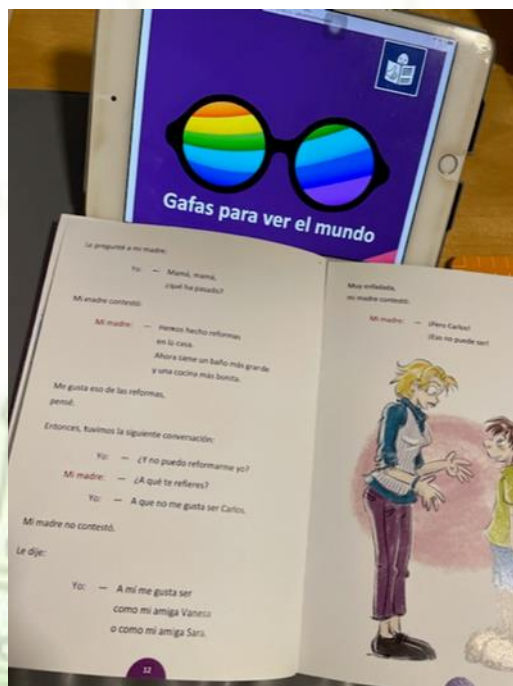 Gafas para ver el mundo
Le pregunté a mi madre:
Yo: — Mamá, mamá,
¿qué ha pasado?
Mi madre contestó:
Mi madre: — Hemos hecho reformas
en la casa.
Ahora tiene un baño más grande
y una cocina más bonita.
Me gusta eso de las reformas,
pensé.
Entonces, tuvimos la siguiente conversación:
Yo: — ¿Y no puedo reformarme yo?
Mi madre: — ¿A qué te refieres?
Yo: — A que no me gusta ser Carlos.
Mi madre no contestó.
Le dije:
Yo: — A mí me gusta ser
como mi amiga Vanesa
o como mi amiga Sara.
12
Muy enfadada,
mi madre contestó:
Mi madre: — ¡Pero Carlos!
¡Eso no puede ser!